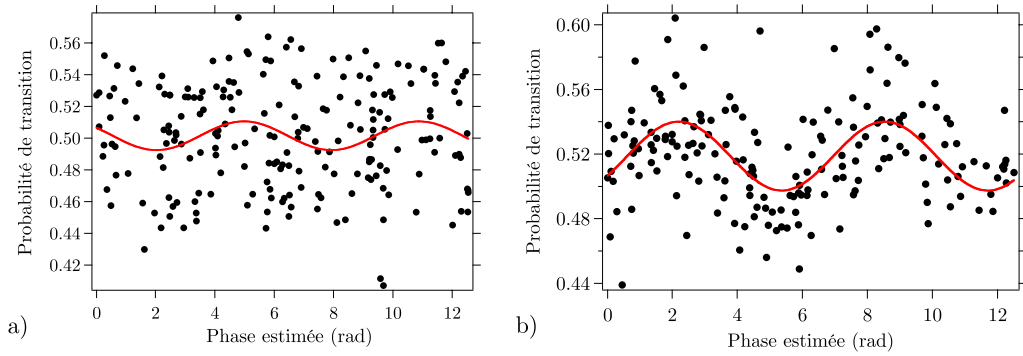 0.56
0.54
0.52
0.50
0.48
0.46
0.44
0.42
Probabilité de transition
0 2 4 6 8 10 12
Phase estimée (rad)
a)
0.60
0.56
0.52
0.48
0.44
Probabilité de transition
0 2 4 6 8 10 12
Phase estimée (rad)
b)